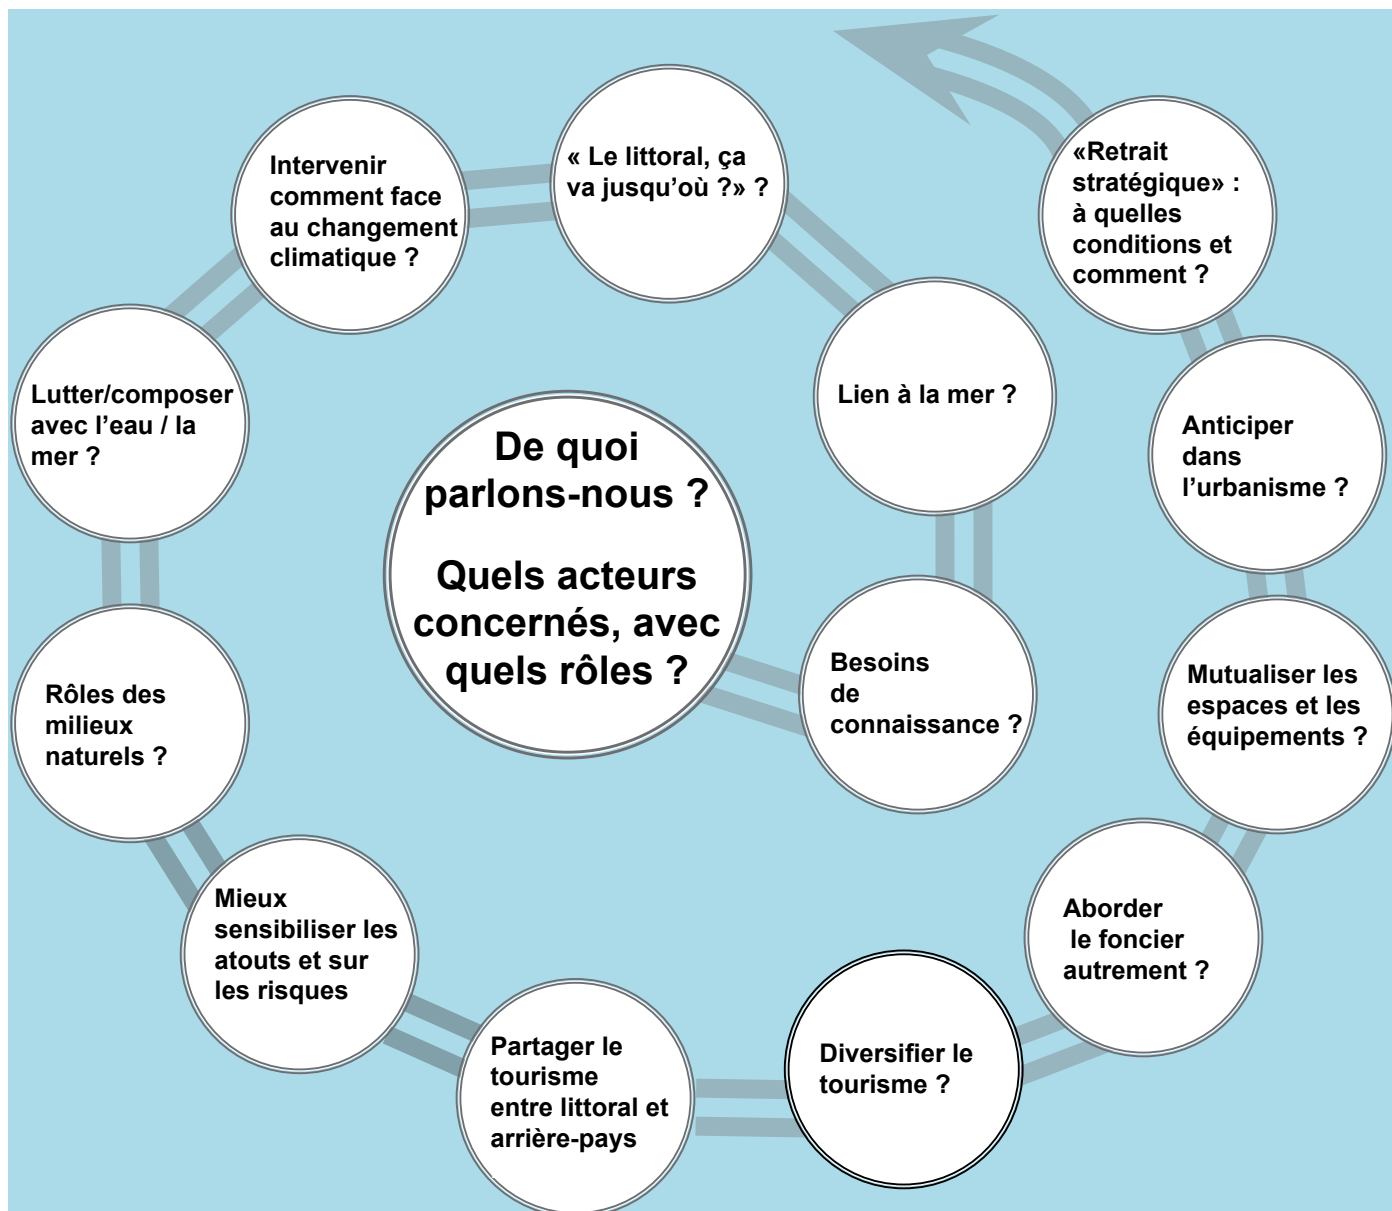 De quoi
parlons-nous ?
Quels acteurs
concernés, avec
quels rôles ?
Besoins
de
connaissance ?
Lien à la mer ?
« Le littoral, ça
va jusqu’où ?» ?
Intervenir
comment face
au changement
climatique ?
Lutter/composer
avec l’eau / la
mer ?
Rôles des
milieux
naturels ?
Mieux
sensibiliser les
atouts et sur
les risques
Partager le
tourisme
entre littoral et
arrière-pays
Diversifier le
tourisme ?
Aborder
le foncier
autrement ?
Mutualiser les
espaces et les
équipements ?
Anticiper
dans
l’urbanisme ?
«Retrait
stratégique» :
à quelles
conditions et
comment ?